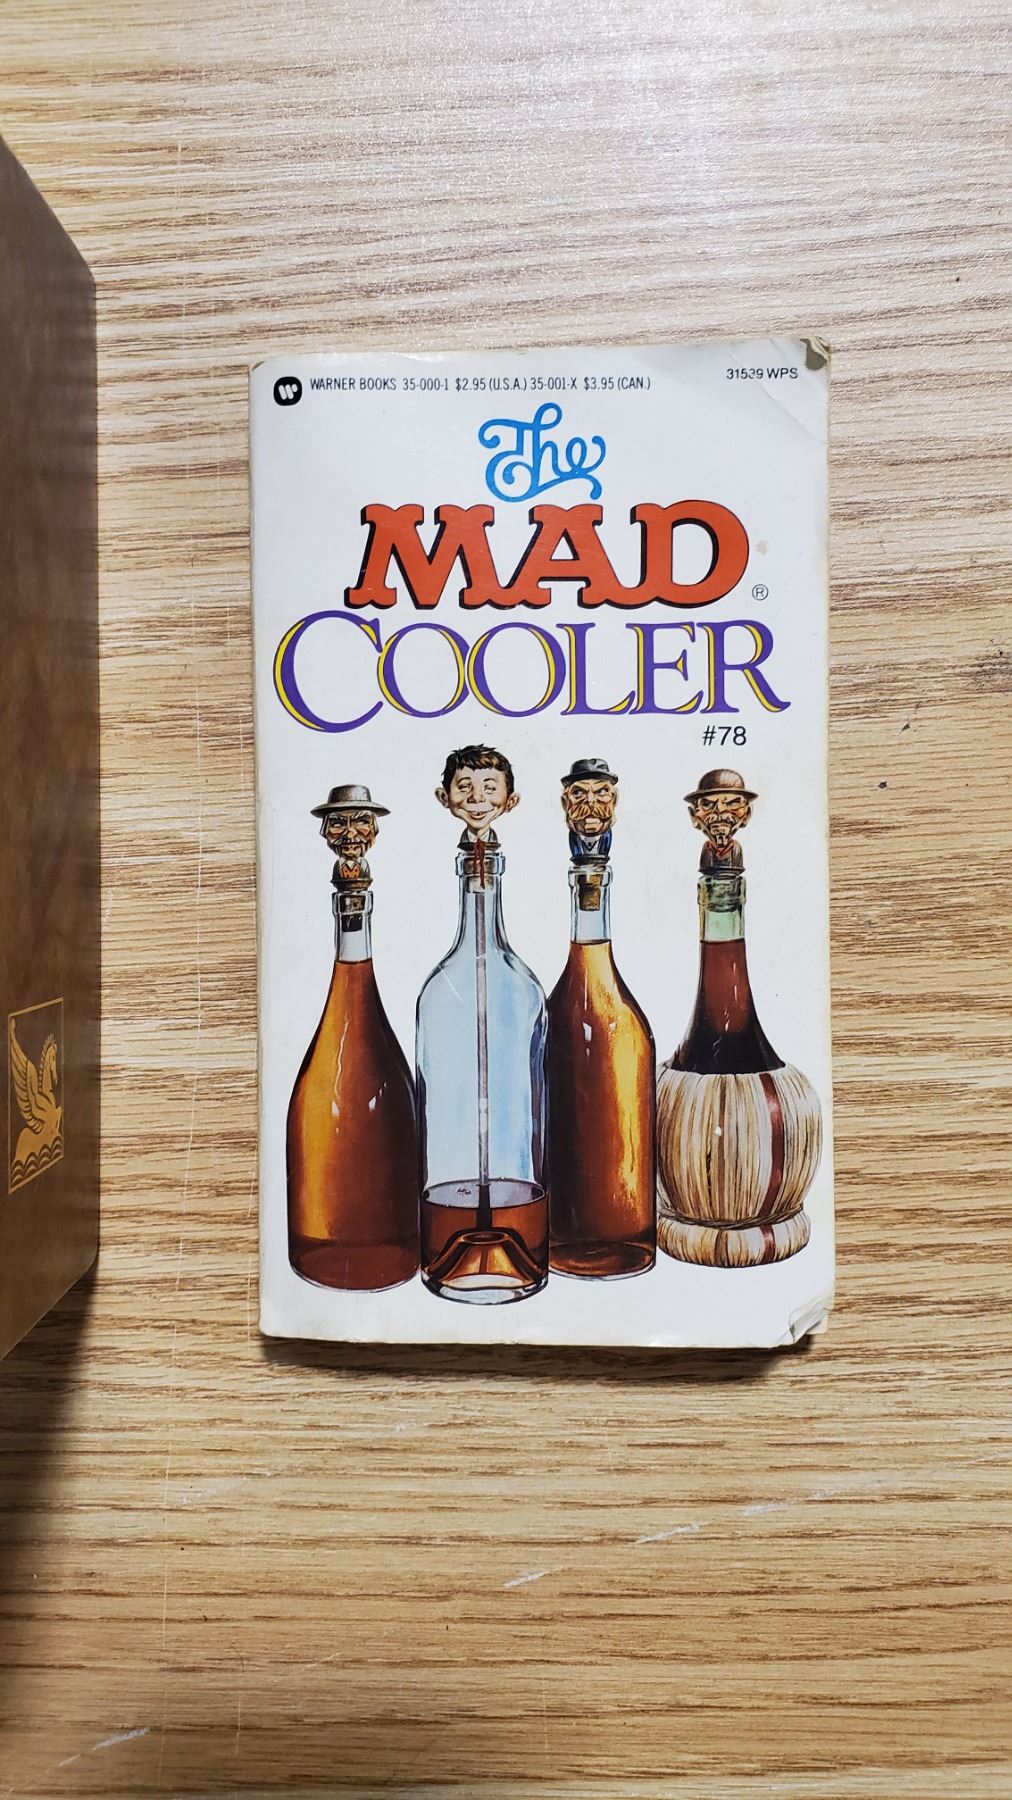 WARNER BOOKS 35-000-1 $2.95 (U.S.A.) 35-001-X $3.95 (CAN.)
31539 WPS
The
MAD®
COOLER
#78